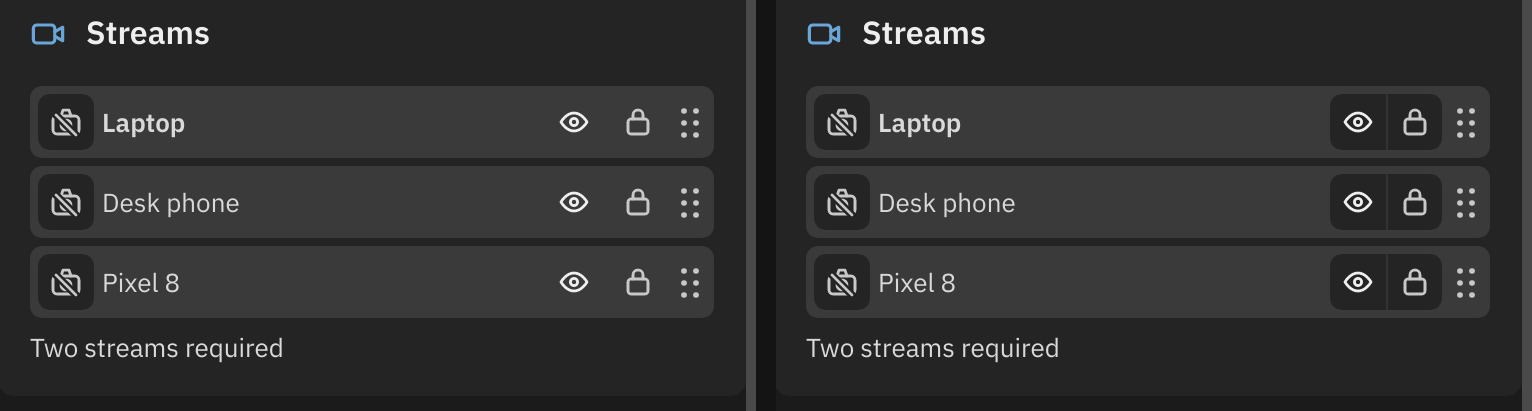 Streams
Laptop
Desk phone
Pixel 8
Two streams required
Streams
Laptop
Desk phone
Pixel 8
Two streams required